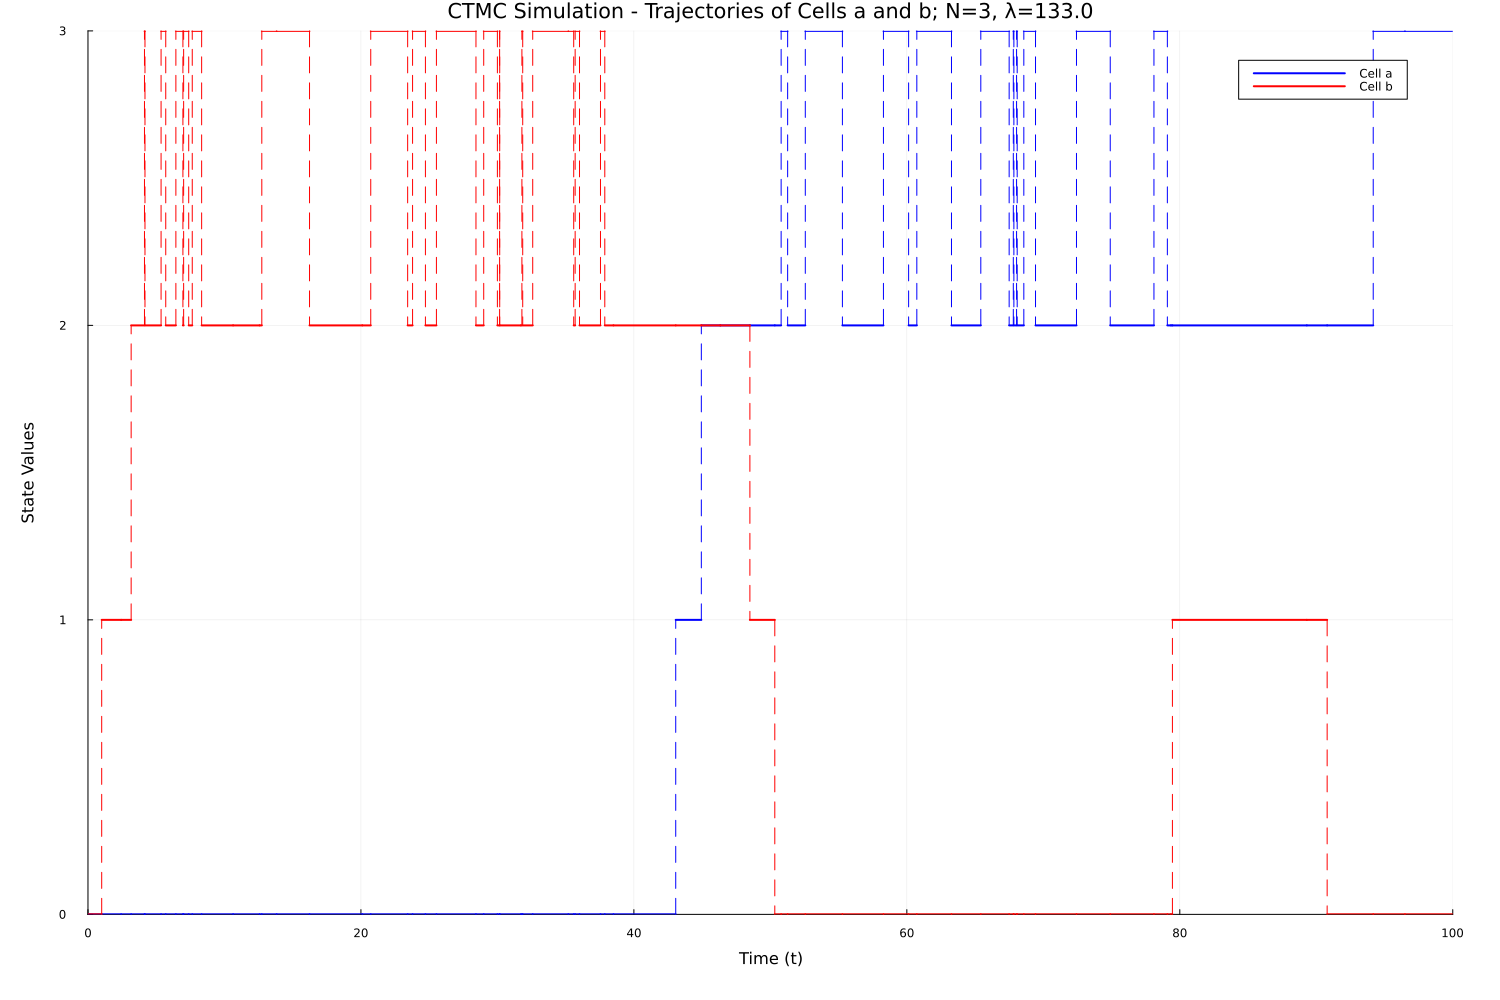 CTMC Simulation - Trajectories of Cells a and b; N=3, λ=133.0
3
Cell a
Cell b
2
State Values
1
0
0 20 40 60 80 100
Time (t)